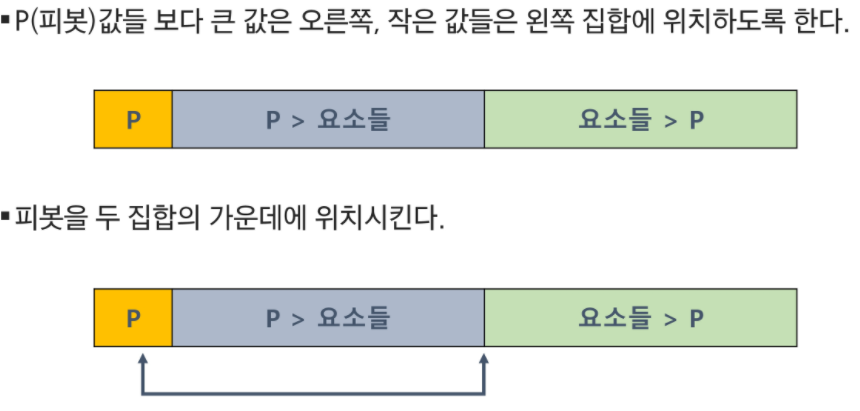 ▪P(피봇)값들 보다 큰 값은 오른쪽, 작은 값들은 왼쪽 집합에 위치하도록 한다.
P P > 요소들 요소들 > P
▪피봇을 두 집합의 가운데에 위치시킨다.
P P > 요소들 요소들 > P